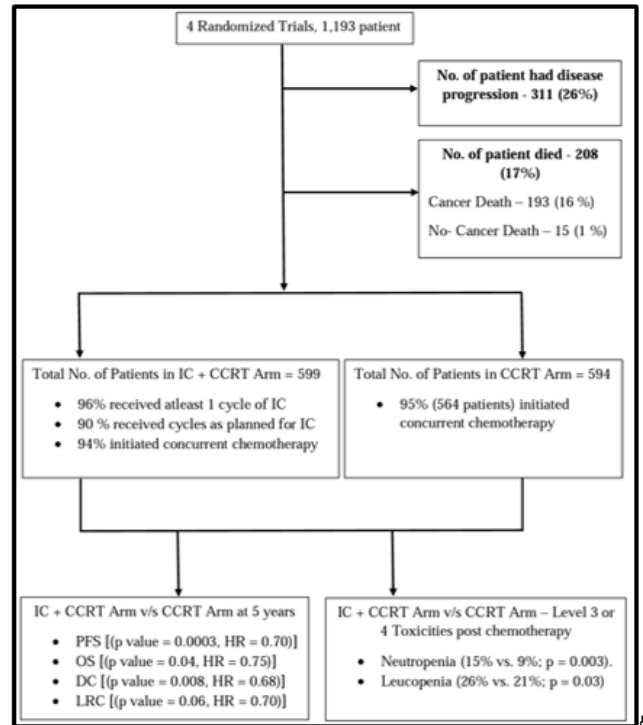 4 Randomized Trials, 1,193 patient
No. of patient had disease
progression - 311 (26%)
No. of patient died - 208
(17%)
Cancer Death – 193 (16 %)
No- Cancer Death – 15 (1 %)
Total No. of Patients in IC + CCRT Arm = 599
• 96% received atleast 1 cycle of IC
• 90 % received cycles as planned for IC
• 94% initiated concurrent chemotherapy
Total No. of Patients in CCRT Arm = 594
• 95% (564 patients) initiated
concurrent chemotherapy
IC + CCRT Arm v/s CCRT Arm at 5 years
• PFS [(p value = 0.0003, HR = 0.70)]
• OS [(p value = 0.04, HR = 0.75)]
• DC [(p value = 0.008, HR = 0.68)]
• LRC [(p value = 0.06, HR = 0.70)]
IC + CCRT Arm v/s CCRT Arm – Level 3 or
4 Toxicities post chemotherapy
• Neutropenia (15% vs. 9%; p = 0.003).
• Leucopenia (26% vs. 21%; p = 0.03)